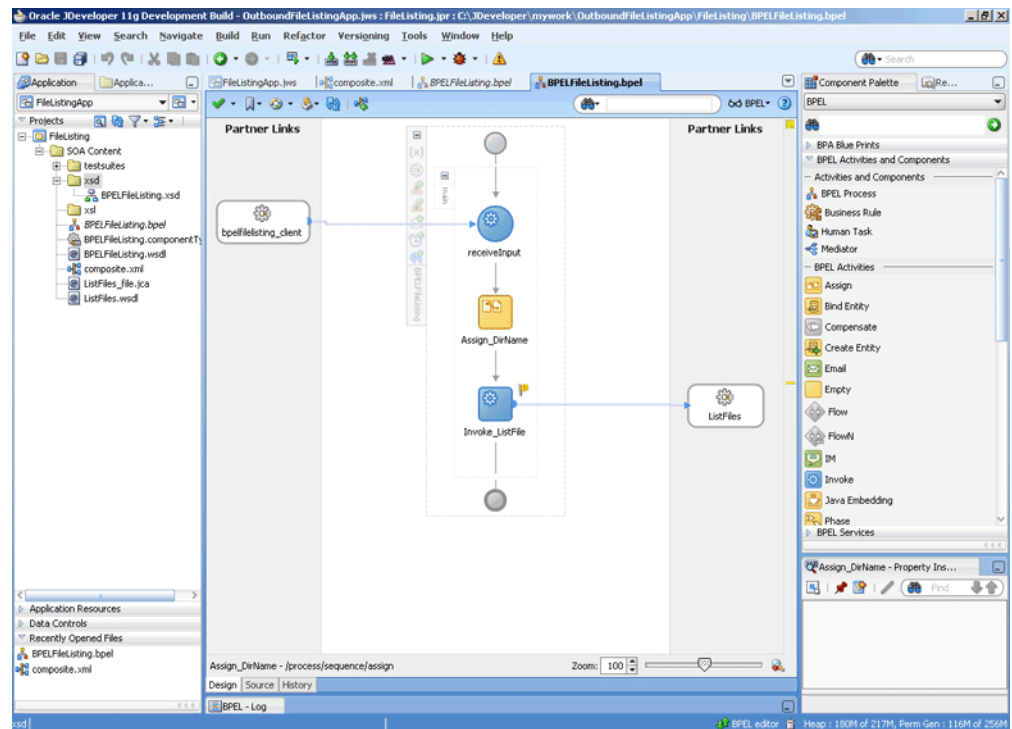 Oracle JDeveloper 11g Development Build - OutboundFileListingApp.jws : FileListing.jpr : C:\JDeveloper\mywork\OutboundFileListingApp\FileListing\BPELFileListing.bpel
File Edit View Search Navigate Build Run Refactor Versioning Tools Window Help
Search
Application
Applica...
FileListingApp.jws
composite.xml
BPELFileListing.bpel
BPELFileListing.bpel
Component Palette
Re...
FileListingApp
BPEL
BPEL
Projects
FileListing
SOA Content
testsuites
xsd
BPELFileListing.xsd
xsl
BPELFileListing.bpel
BPELFileListing.componentTy
BPELFileListing.wsdl
composite.xml
ListFiles_file.jca
ListFiles.wsdl
Application Resources
Data Controls
Recently Opened Files
BPELFileListing.bpel
composite.xml
Partner Links
Partner Links
main
bpelfilelisting_client
receiveInput
BPELFileListing
Assign_DirName
Invoke_ListFile
ListFiles
Assign_DirName - /process/sequence/assign
Zoom: 100
Design Source History
BPEL - Log
BPA Blue Prints
BPEL Activities and Components
Activities and Components
BPEL Process
Business Rule
Human Task
Mediator
BPEL Activities
Assign
Bind Entity
Compensate
Create Entity
Email
Empty
Flow
FlowN
IM
Invoke
Java Embedding
Phase
BPEL Services
Assign_DirName - Property Ins...
Find
xsd
BPEL editor
Heap : 180M of 217M, Perm Gen : 116M of 256M